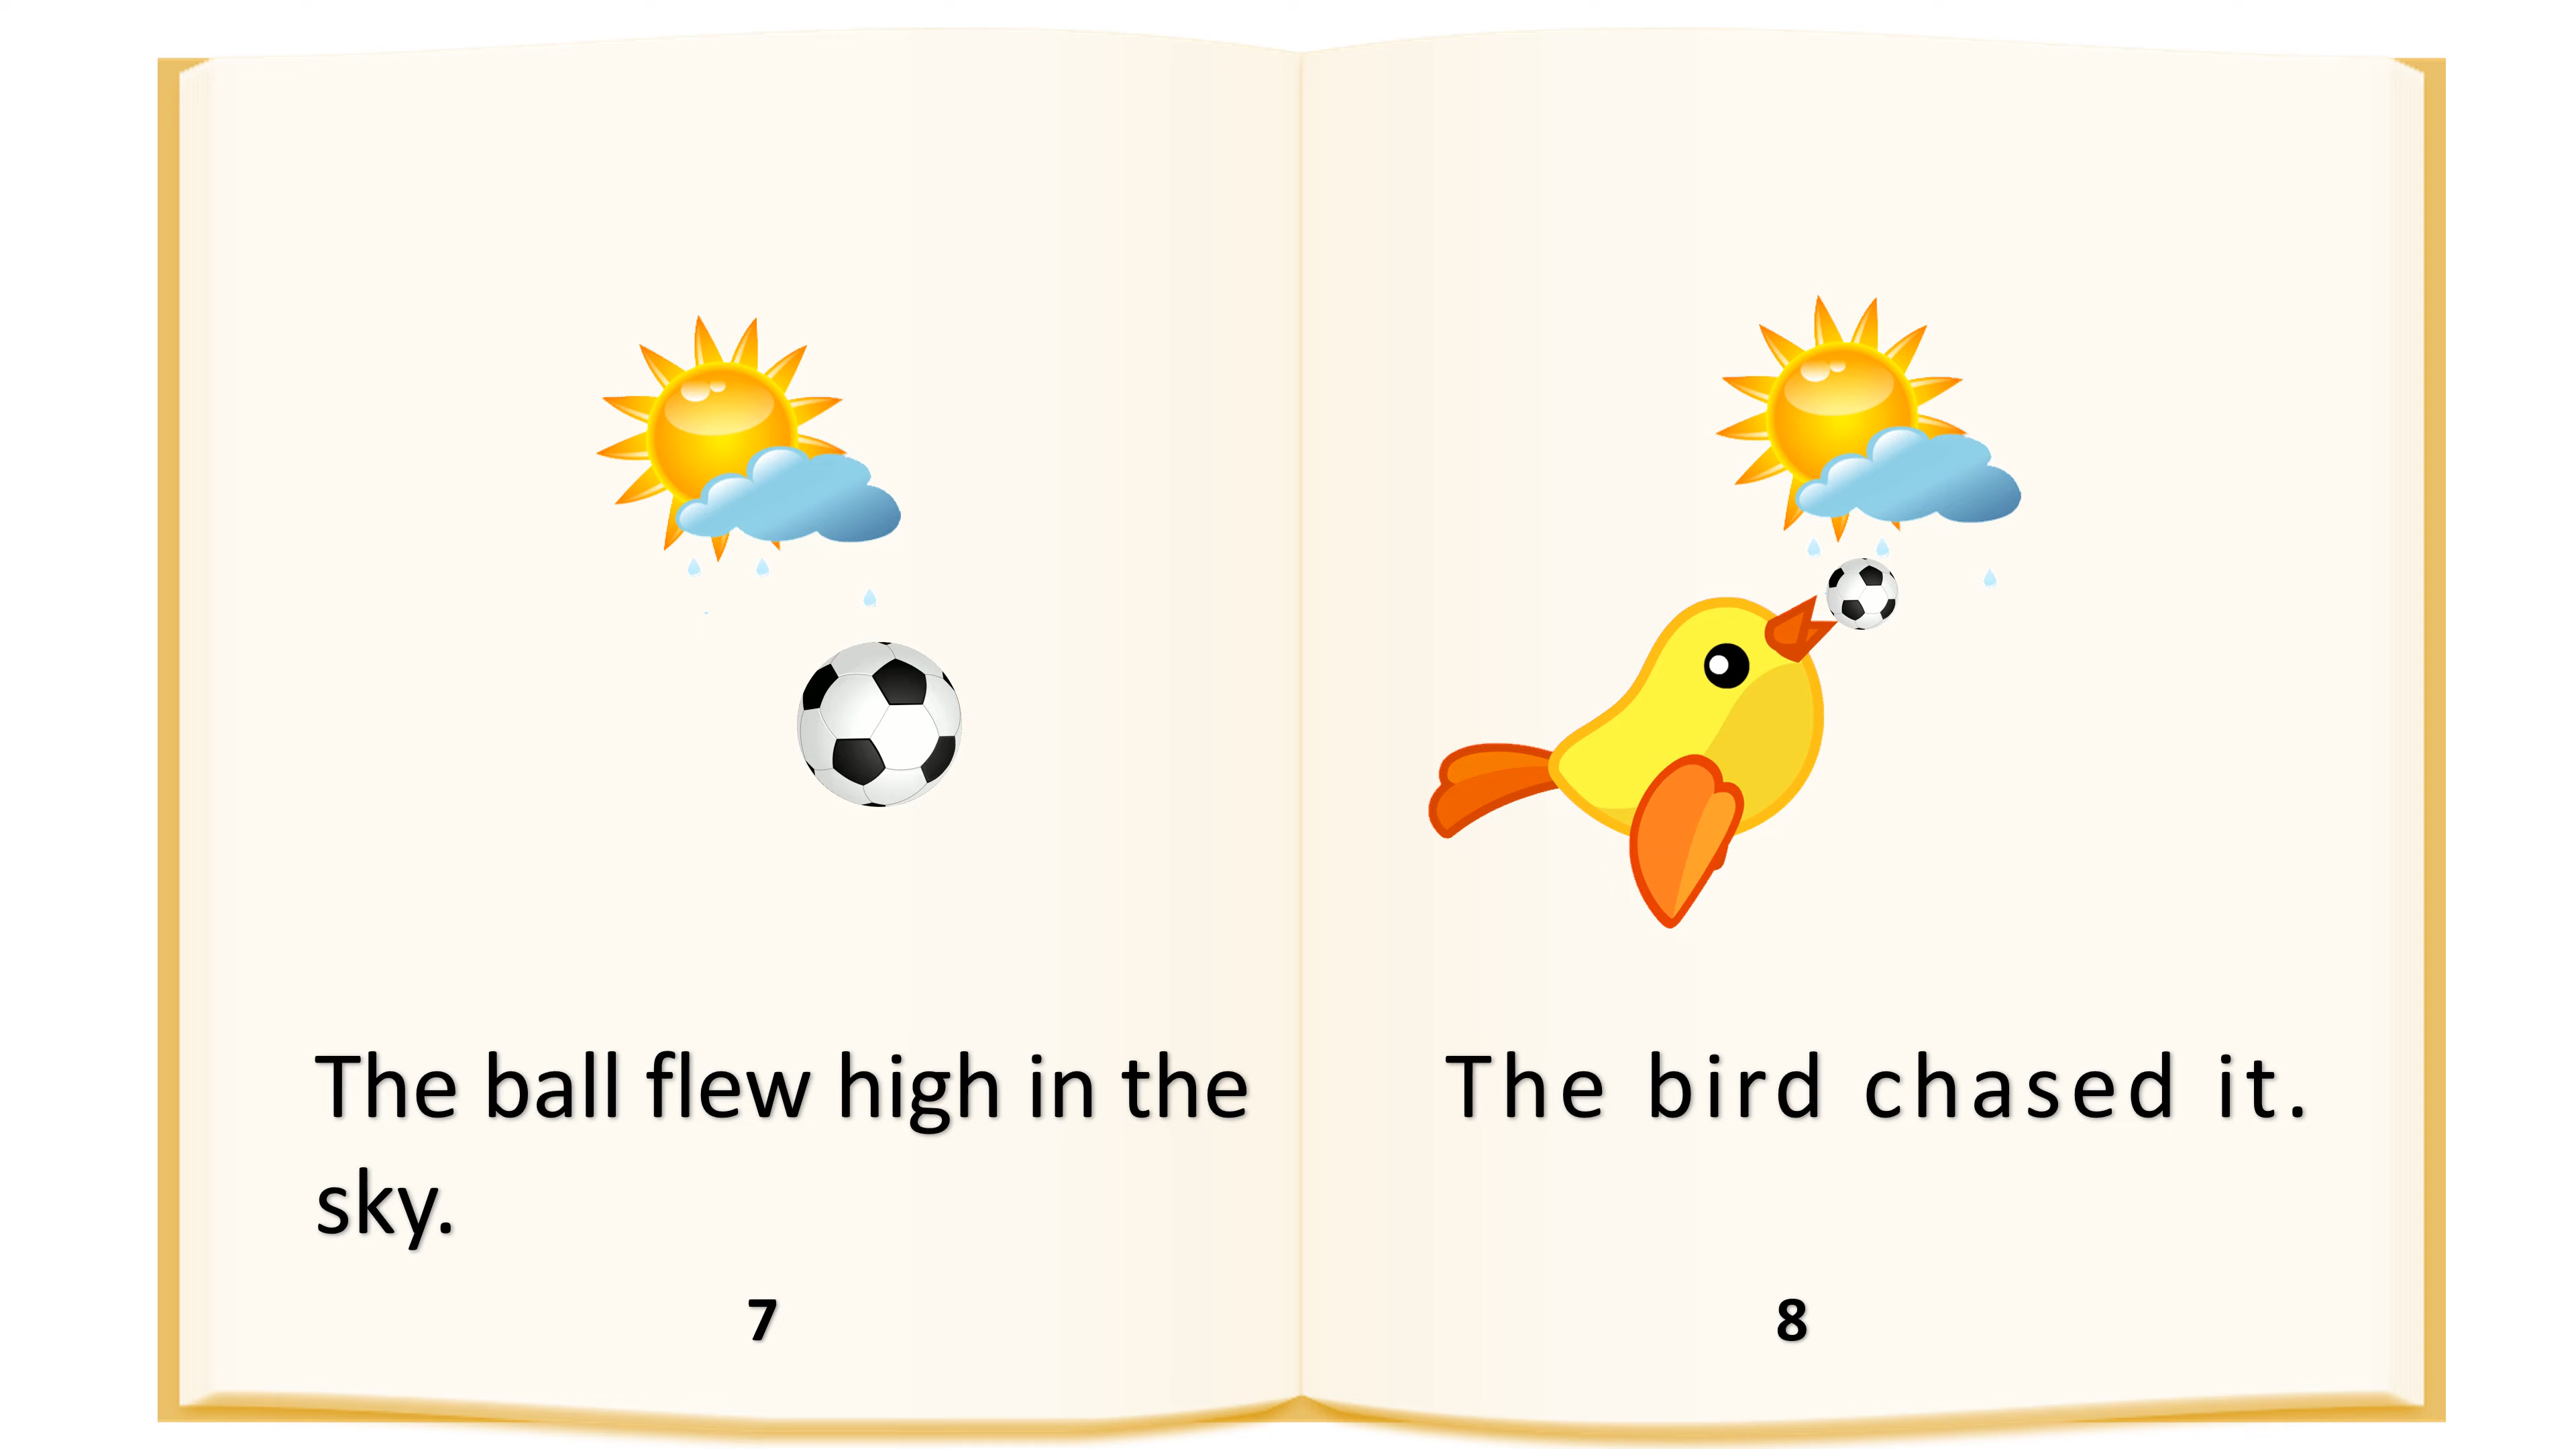 The ball flew high in the
sky.
7
The bird chased it.
8